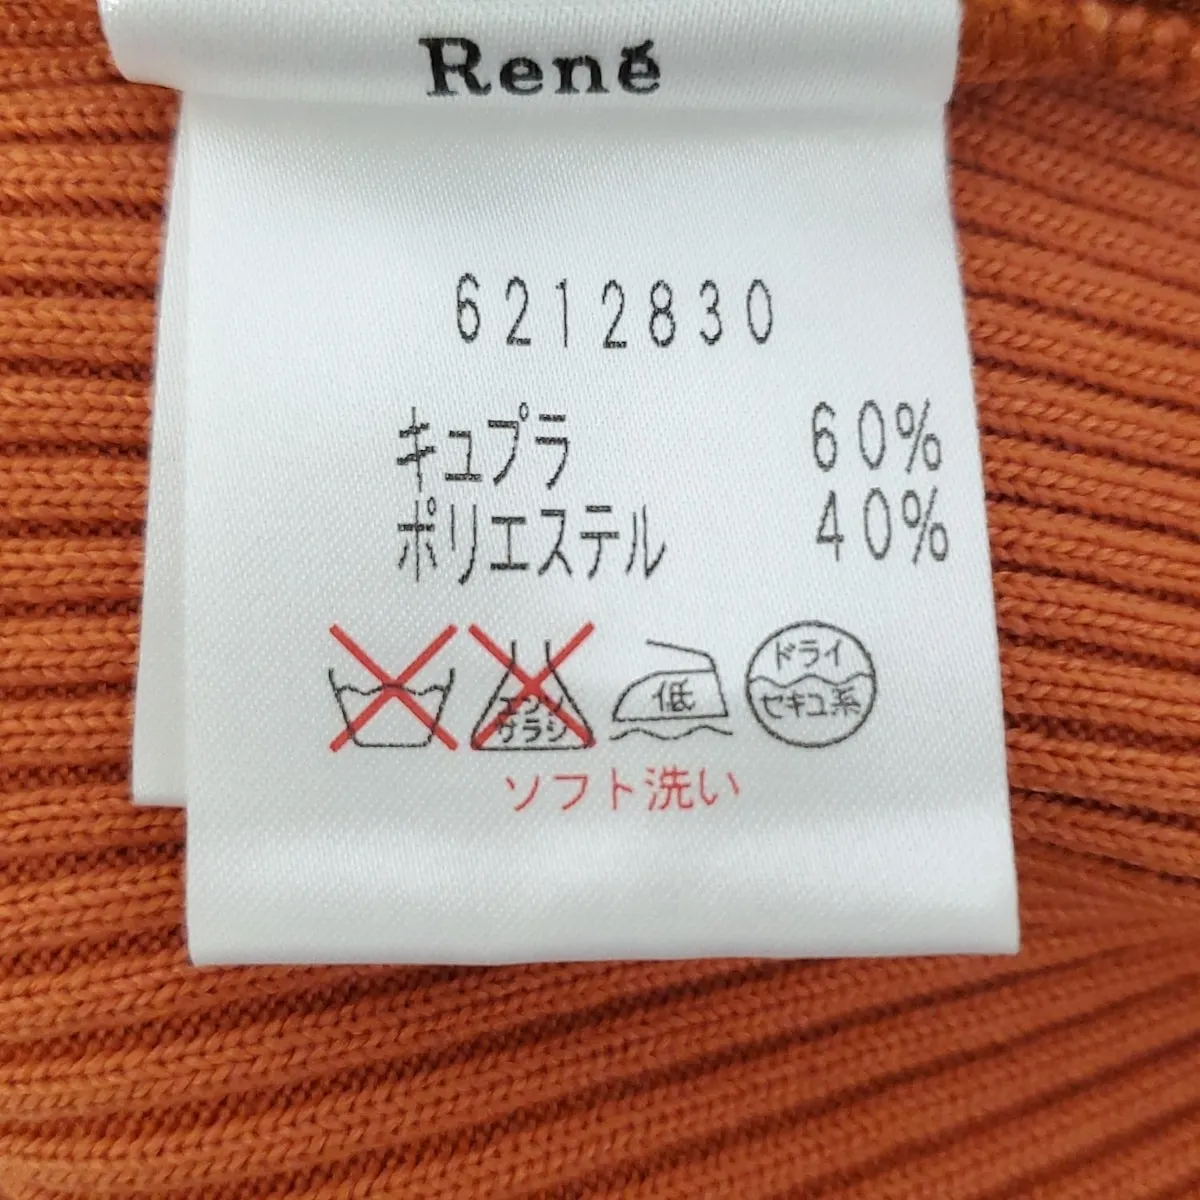 René
6212830
キュプラ 60%
ポリエステル 40%
エンソ
サラシ
低
ドライ
セキユ系
ソフト洗い